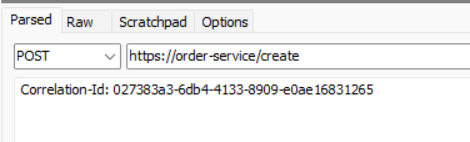 Parsed Raw Scratchpad Options
POST https://order-service/create
Correlation-Id: 027383a3-6db4-4133-8909-e0ae16831265